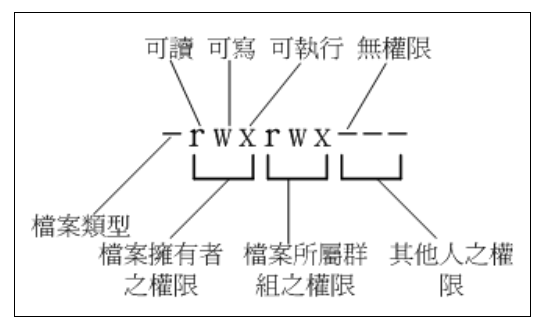 可讀 可寫 可執行 無權限
-rwxrwx---
檔案類型
檔案擁有者之權限
檔案所屬群組之權限
其他人之權限